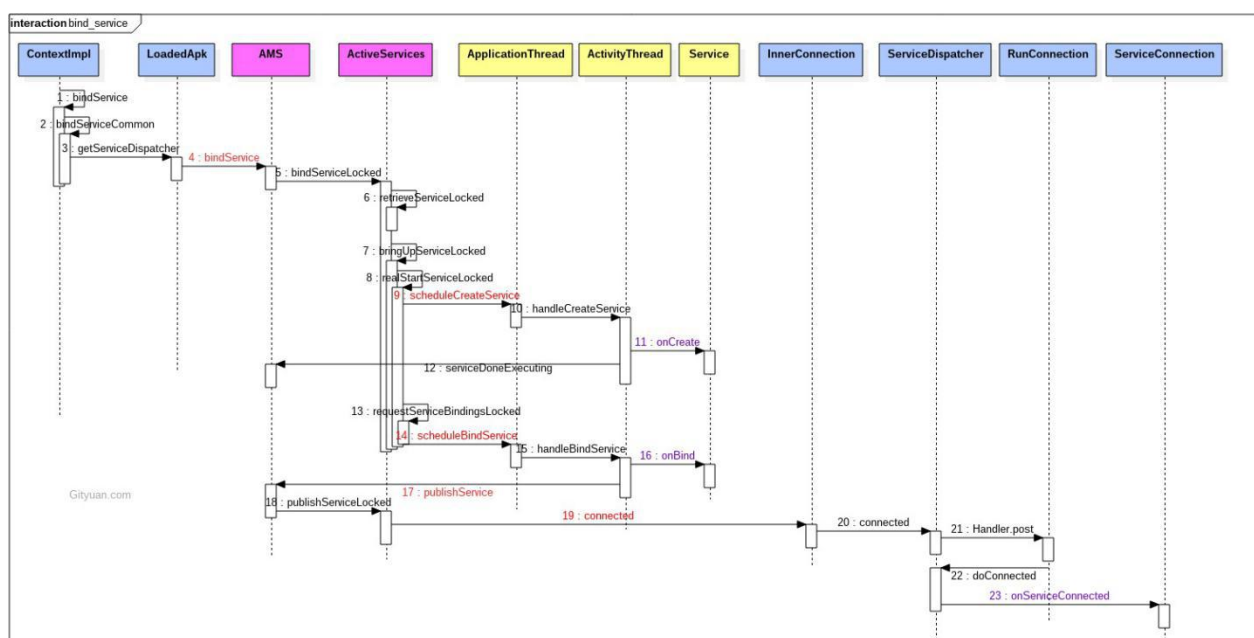 interaction bind_service
ContextImpl LoadedApk AMS ActiveServices ApplicationThread ActivityThread Service InnerConnection ServiceDispatcher RunConnection ServiceConnection
1 : bindService
2 : bindServiceCommon
3 : getServiceDispatcher
4 : bindService
5 : bindServiceLocked
6 : retrieveServiceLocked
7 : bringUpServiceLocked
8 : realStartServiceLocked
9 : scheduleCreateService
10 : handleCreateService
11 : onCreate
12 : serviceDoneExecuting
13 : requestServiceBindingsLocked
14 : scheduleBindService
15 : handleBindService
16 : onBind
17 : publishService
Gityuan.com
18 : publishServiceLocked
19 : connected
20 : connected
21 : Handler.post
22 : doConnected
23 : onServiceConnected